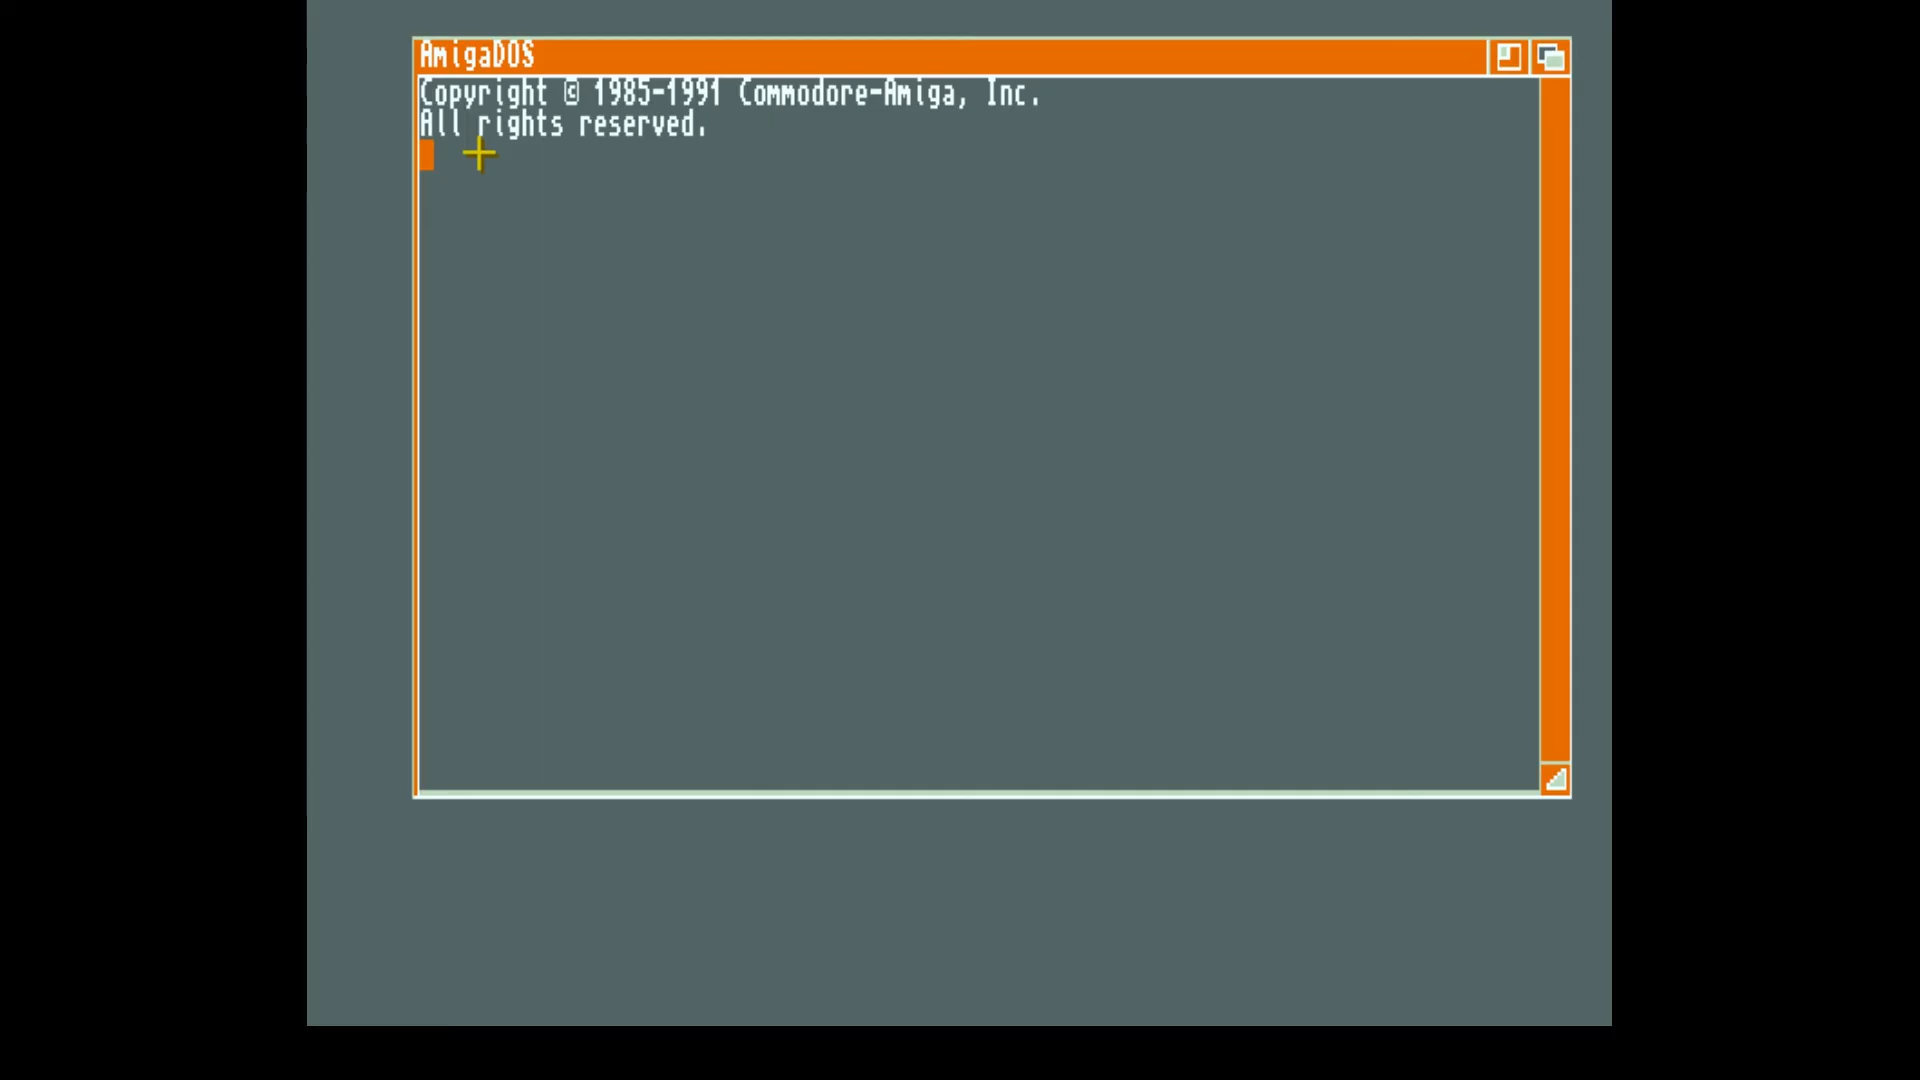 AmigaDOS
Copyright © 1985-1991 Commodore-Amiga, Inc.
All rights reserved.